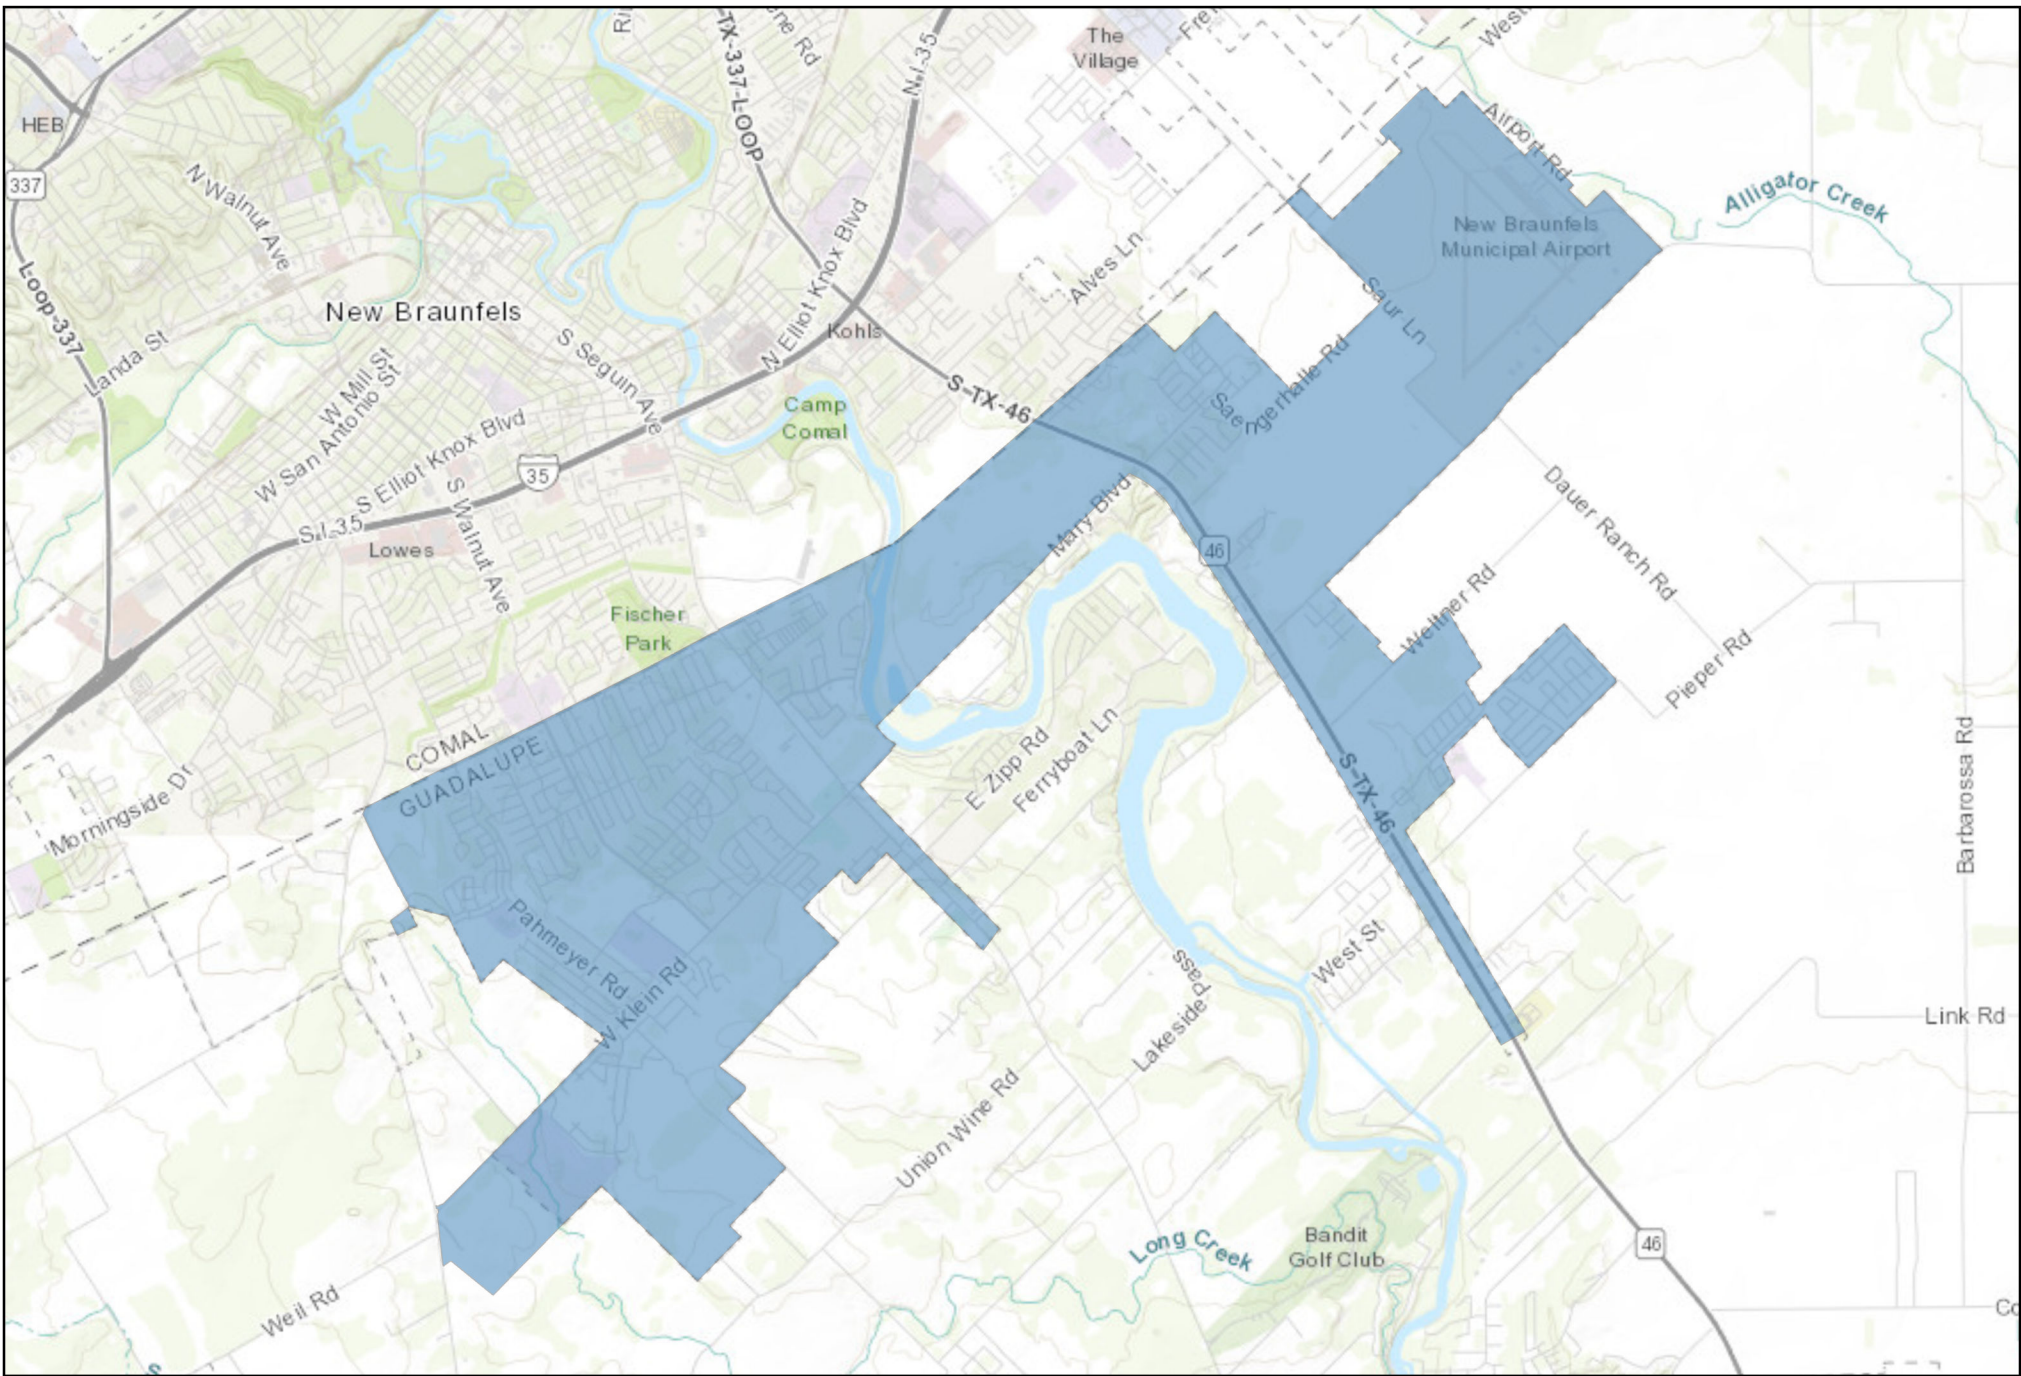 TX-337-LOOP
N I 35
The
Village
Airport Rd
HEB
337
N Walnut Ave
Alligator Creek
New Braunfels
Municipal Airport
Loop-337
Alves Ln
N Elliot Knox Blvd
Saur Ln
New Braunfels
Kohls
Landa St
S Seguin Ave
W Mill St
W San Antonio St
S-TX-46
Saengerhalle Rd
Camp
Comal
S Elliot Knox Blvd
35
S Walnut Ave
S I 35
Lowes
Mary Blvd
46
Dauer Ranch Rd
Weltner Rd
Fischer
Park
Pieper Rd
COMAL
GUADALUPE
E Zipp Rd
Ferryboat Ln
S-TX-46
Morningside Dr
Barbarossa Rd
Pahmeyer Rd
W Klein Rd
West St
Lakeside Pass
Link Rd
Union Wine Rd
Long Creek
Bandit
Golf Club
46
Weil Rd